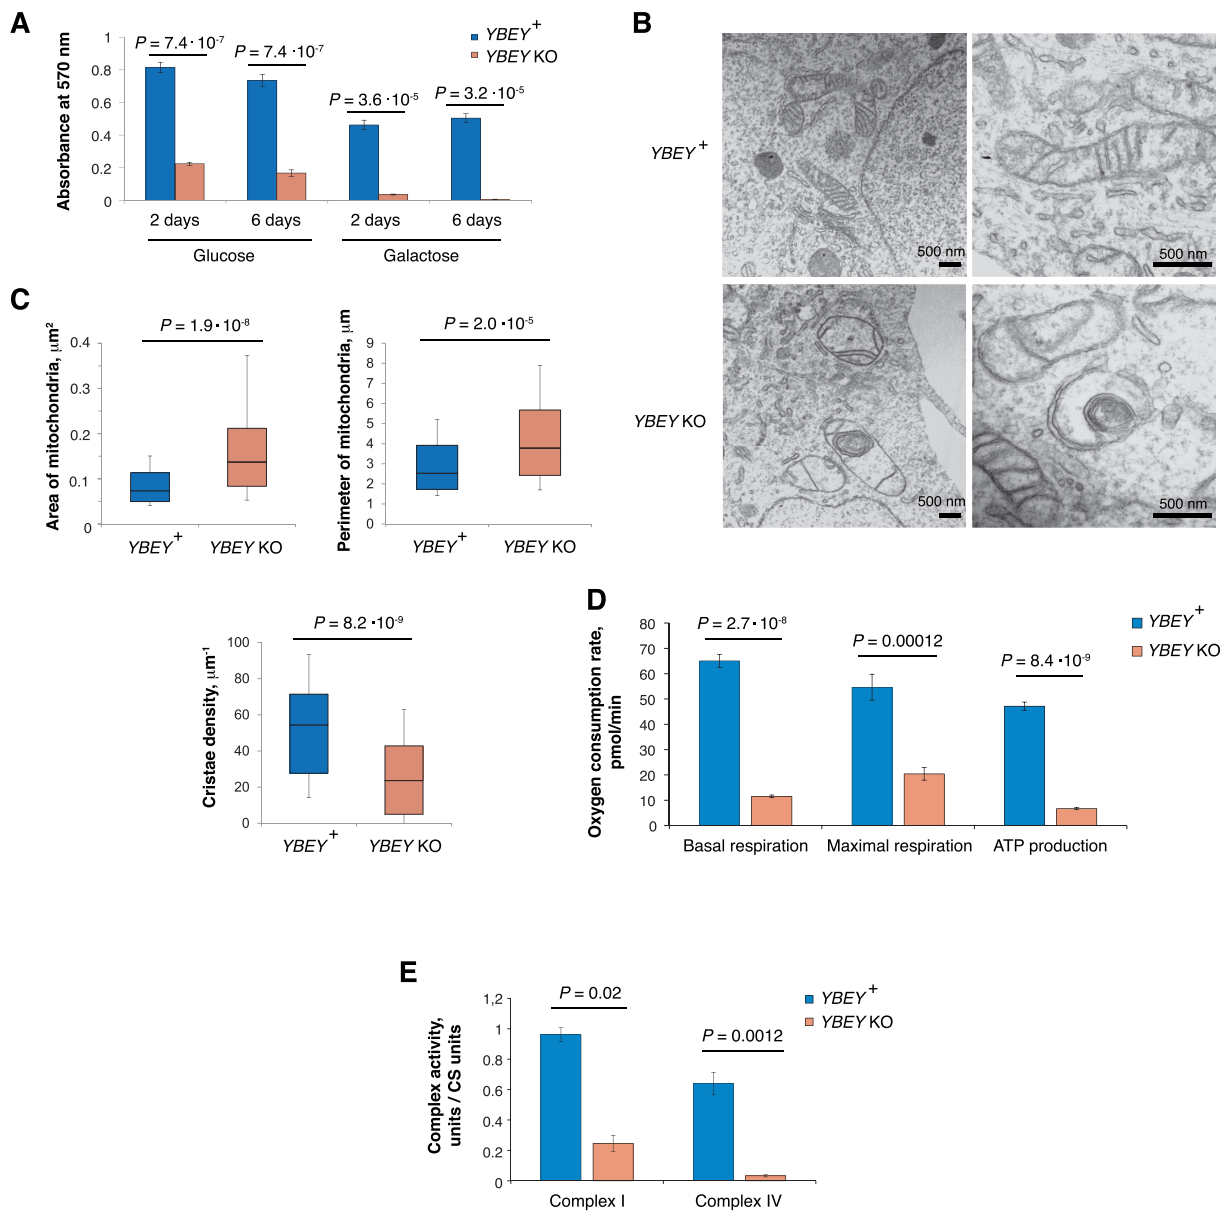 A
Absorbance at 570 nm
1
0.8
0.6
0.4
0.2
0
P = 7.4 · 10-7
P = 7.4 · 10-7
P = 3.6 · 10-5
P = 3.2 · 10-5
YBEY+
YBEY KO
2 days
6 days
2 days
6 days
Glucose
Galactose
B
YBEY+
500 nm
500 nm
YBEY KO
500 nm
500 nm
C
Area of mitochondria, μm2
P = 1.9 · 10-8
0.4
0.3
0.2
0.1
0
YBEY+
YBEY KO
Perimeter of mitochondria, μm
P = 2.0 · 10-5
9
8
7
6
5
4
3
2
1
0
YBEY+
YBEY KO
Cristae density, μm-1
P = 8.2 · 10-9
100
80
60
40
20
0
YBEY+
YBEY KO
D
Oxygen consumption rate,
pmol/min
80
70
60
50
40
30
20
10
0
P = 2.7 · 10-8
P = 0.00012
P = 8.4 · 10-9
YBEY+
YBEY KO
Basal respiration
Maximal respiration
ATP production
E
Complex activity,
units / CS units
1,2
1
0.8
0.6
0.4
0.2
0
P = 0.02
P = 0.0012
YBEY+
YBEY KO
Complex I
Complex IV